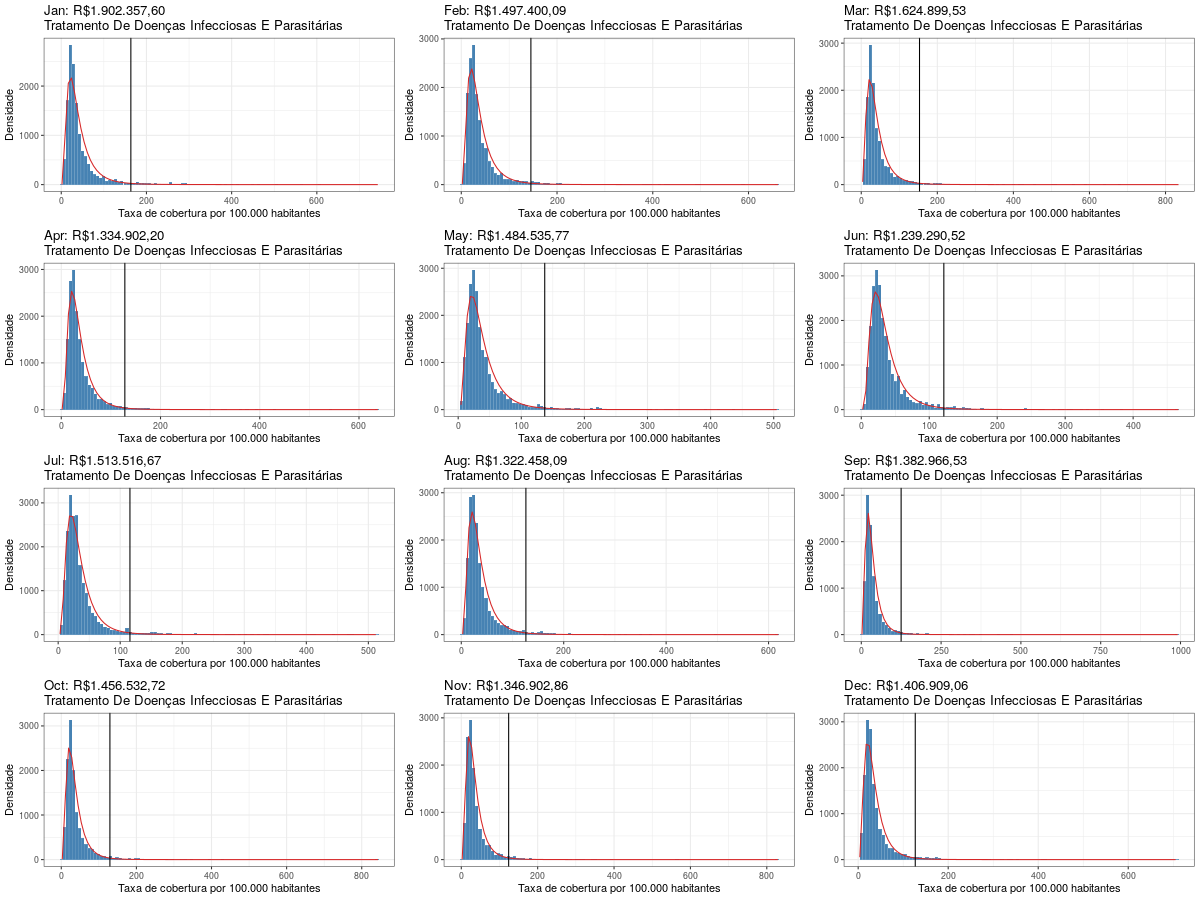 Jan: R$1.902.357,60
Tratamento De Doenças Infecciosas E Parasitárias
Densidade
2000
1000
0
0
200
400
600
Taxa de cobertura por 100.000 habitantes
Feb: R$1.497.400,09
Tratamento De Doenças Infecciosas E Parasitárias
Densidade
3000
2000
1000
0
0
200
400
600
Taxa de cobertura por 100.000 habitantes
Mar: R$1.624.899,53
Tratamento De Doenças Infecciosas E Parasitárias
Densidade
3000
2000
1000
0
0
200
400
600
800
Taxa de cobertura por 100.000 habitantes
Apr: R$1.334.902,20
Tratamento De Doenças Infecciosas E Parasitárias
Densidade
3000
2000
1000
0
0
200
400
600
Taxa de cobertura por 100.000 habitantes
May: R$1.484.535,77
Tratamento De Doenças Infecciosas E Parasitárias
Densidade
3000
2000
1000
0
0
100
200
300
400
500
Taxa de cobertura por 100.000 habitantes
Jun: R$1.239.290,52
Tratamento De Doenças Infecciosas E Parasitárias
Densidade
3000
2000
1000
0
0
100
200
300
400
Taxa de cobertura por 100.000 habitantes
Jul: R$1.513.516,67
Tratamento De Doenças Infecciosas E Parasitárias
Densidade
3000
2000
1000
0
0
100
200
300
400
500
Taxa de cobertura por 100.000 habitantes
Aug: R$1.322.458,09
Tratamento De Doenças Infecciosas E Parasitárias
Densidade
3000
2000
1000
0
0
200
400
600
Taxa de cobertura por 100.000 habitantes
Sep: R$1.382.966,53
Tratamento De Doenças Infecciosas E Parasitárias
Densidade
3000
2000
1000
0
0
250
500
750
1000
Taxa de cobertura por 100.000 habitantes
Oct: R$1.456.532,72
Tratamento De Doenças Infecciosas E Parasitárias
Densidade
3000
2000
1000
0
0
200
400
600
800
Taxa de cobertura por 100.000 habitantes
Nov: R$1.346.902,86
Tratamento De Doenças Infecciosas E Parasitárias
Densidade
3000
2000
1000
0
0
200
400
600
800
Taxa de cobertura por 100.000 habitantes
Dec: R$1.406.909,06
Tratamento De Doenças Infecciosas E Parasitárias
Densidade
3000
2000
1000
0
0
200
400
600
Taxa de cobertura por 100.000 habitantes